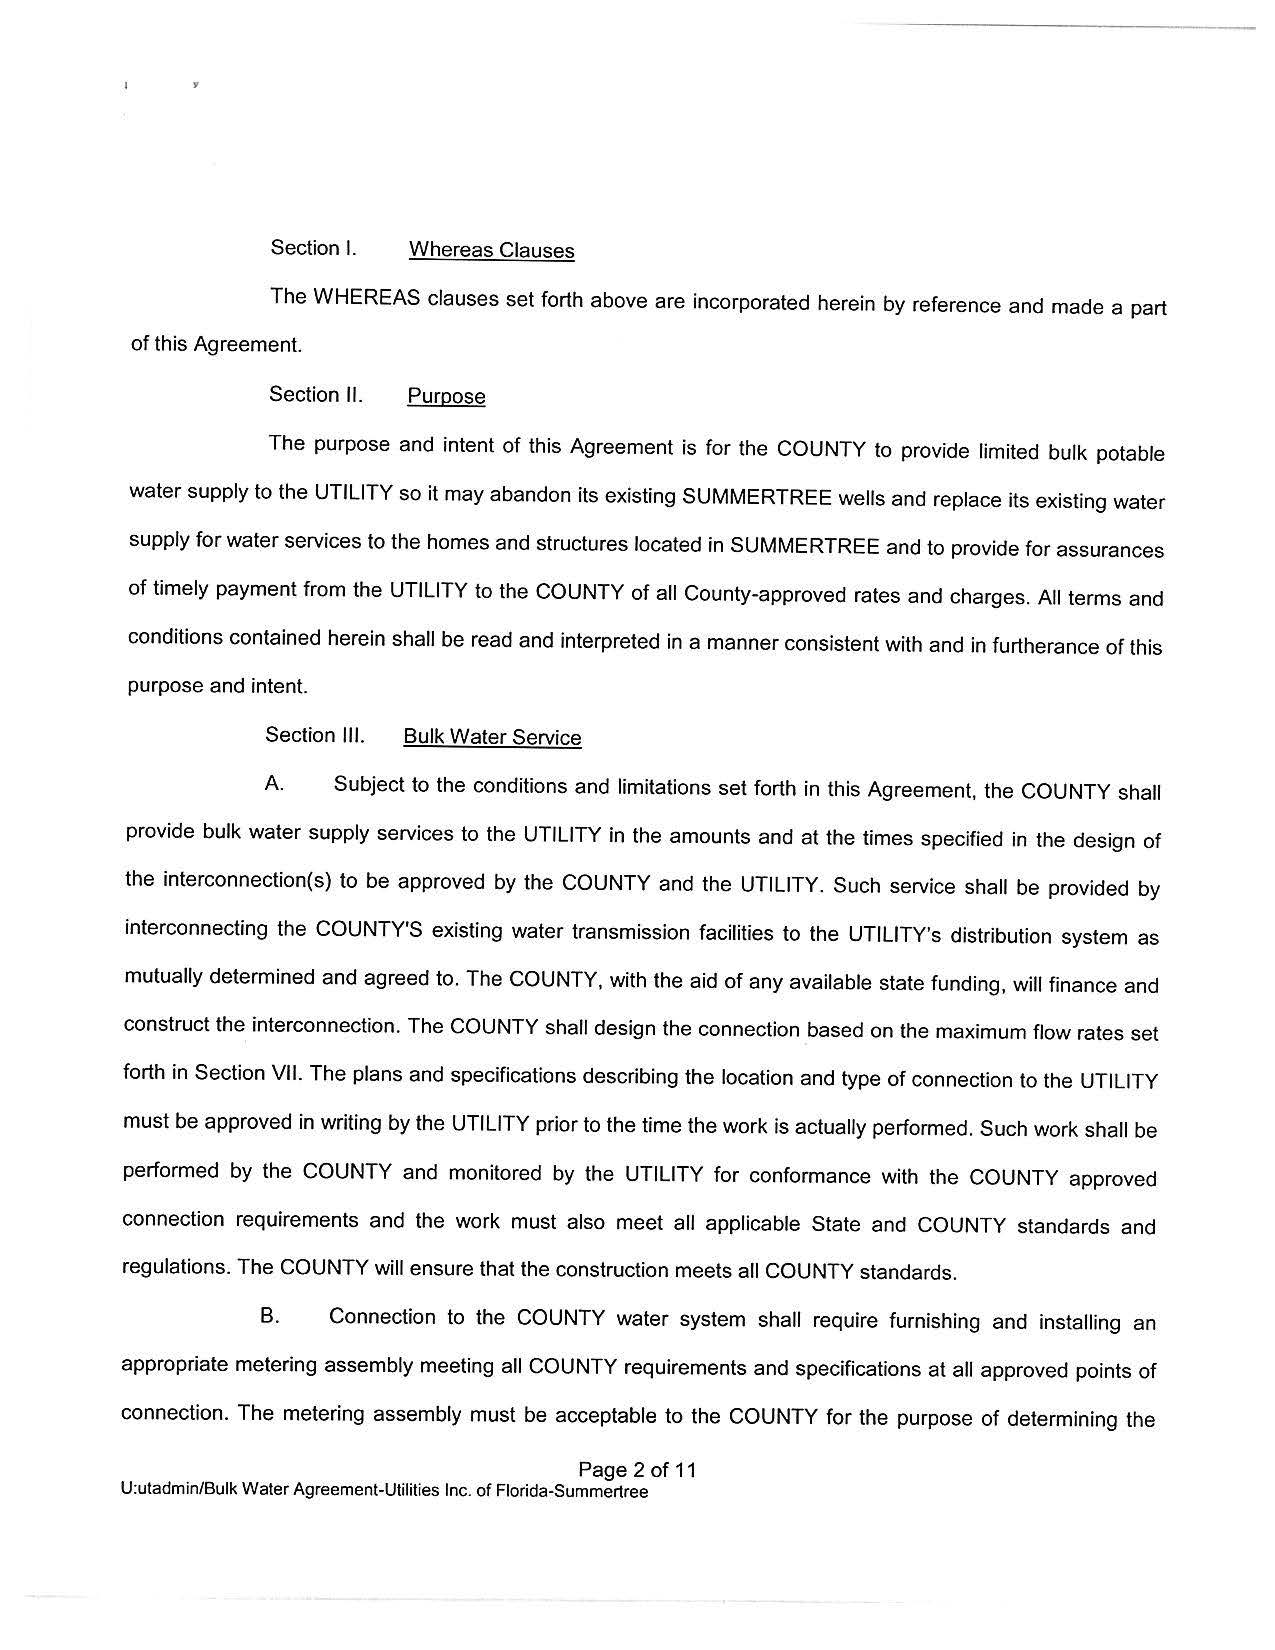 Section I. Whereas Clauses
The WHEREAS clauses set forth above are incorporated herein by reference and made a part
of this Agreement.
Section II. Purpose
The purpose and intent of this Agreement is for the COUNTY to provide limited bulk potable
water supply to the UTILITY so it may abandon its existing SUMMERTREE wells and replace its existing water
supply for water services to the homes and structures located in SUMMERTREE and to provide for assurances
of timely payment from the UTILITY to the COUNTY of all County-approved rates and charges. All terms and
conditions contained herein shall be read and interpreted in a manner consistent with and in furtherance of this
purpose and intent.
Section III. Bulk Water Service
A. Subject to the conditions and limitations set forth in this Agreement, the COUNTY shall
provide bulk water supply services to the UTILITY in the amounts and at the times specified in the design of
the interconnection(s) to be approved by the COUNTY and the UTILITY. Such service shall be provided by
interconnecting the COUNTY'S existing water transmission facilities to the UTILITY's distribution system as
mutually determined and agreed to. The COUNTY, with the aid of any available state funding, will finance and
construct the interconnection. The COUNTY shall design the connection based on the maximum flow rates set
forth in Section VII. The plans and specifications describing the location and type of connection to the UTILITY
must be approved in writing by the UTILITY prior to the time the work is actually performed. Such work shall be
performed by the COUNTY and monitored by the UTILITY for conformance with the COUNTY approved
connection requirements and the work must also meet all applicable State and COUNTY standards and
regulations. The COUNTY will ensure that the construction meets all COUNTY standards.
B. Connection to the COUNTY water system shall require furnishing and installing an
appropriate metering assembly meeting all COUNTY requirements and specifications at all approved points of
connection. The metering assembly must be acceptable to the COUNTY for the purpose of determining the
Page 2 of 11
U:utadmin/Bulk Water Agreement-Utilities Inc. of Florida-Summertree